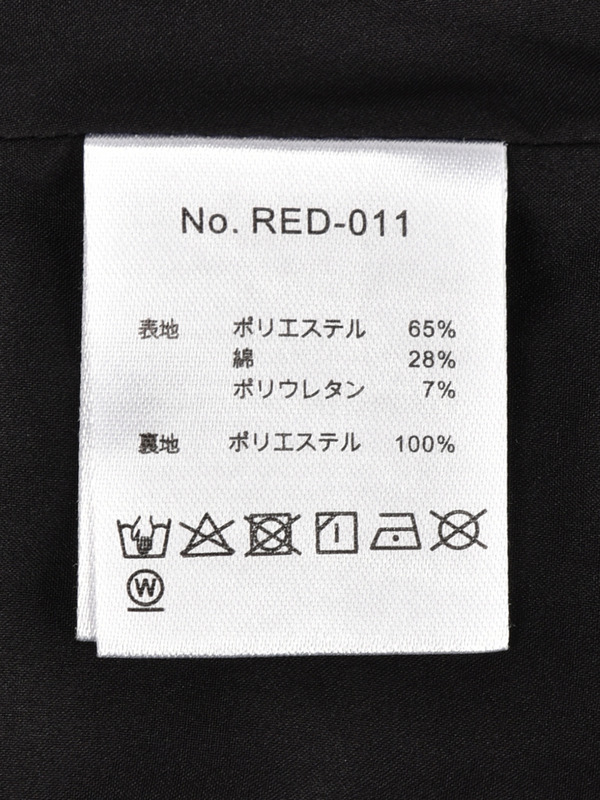 No. RED-011
表地 ポリエステル 65%
綿 28%
ポリウレタン 7%
裏地 ポリエステル 100%
W